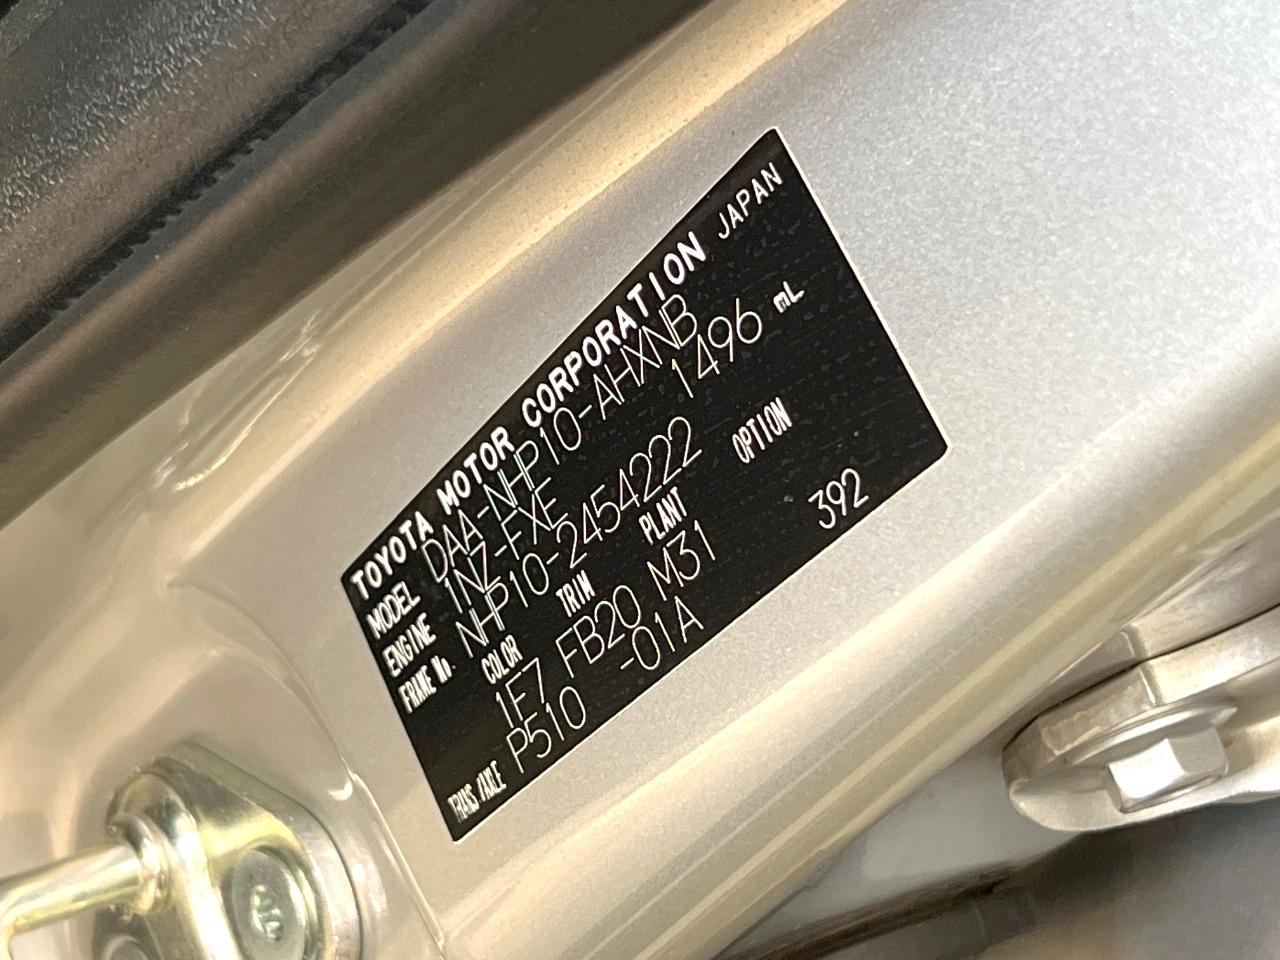 TOYOTA MOTOR CORPORATION JAPAN
MODEL DAA-NHP10-AHXNB
ENGINE 1NZ-FXE 1496 mL
FRAME No. NHP10-2454222
COLOR TRIM PLANT OPTION
1F7 FB20 M31 392
TRANS/AXLE P510 -01A